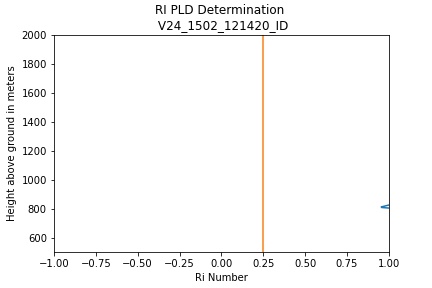 RI PLD Determination
V24_1502_121420_ID
2000
1800
1600
1400
1200
1000
800
600
Height above ground in meters
−1.00 −0.75 −0.50 −0.25 0.00 0.25 0.50 0.75 1.00
Ri Number